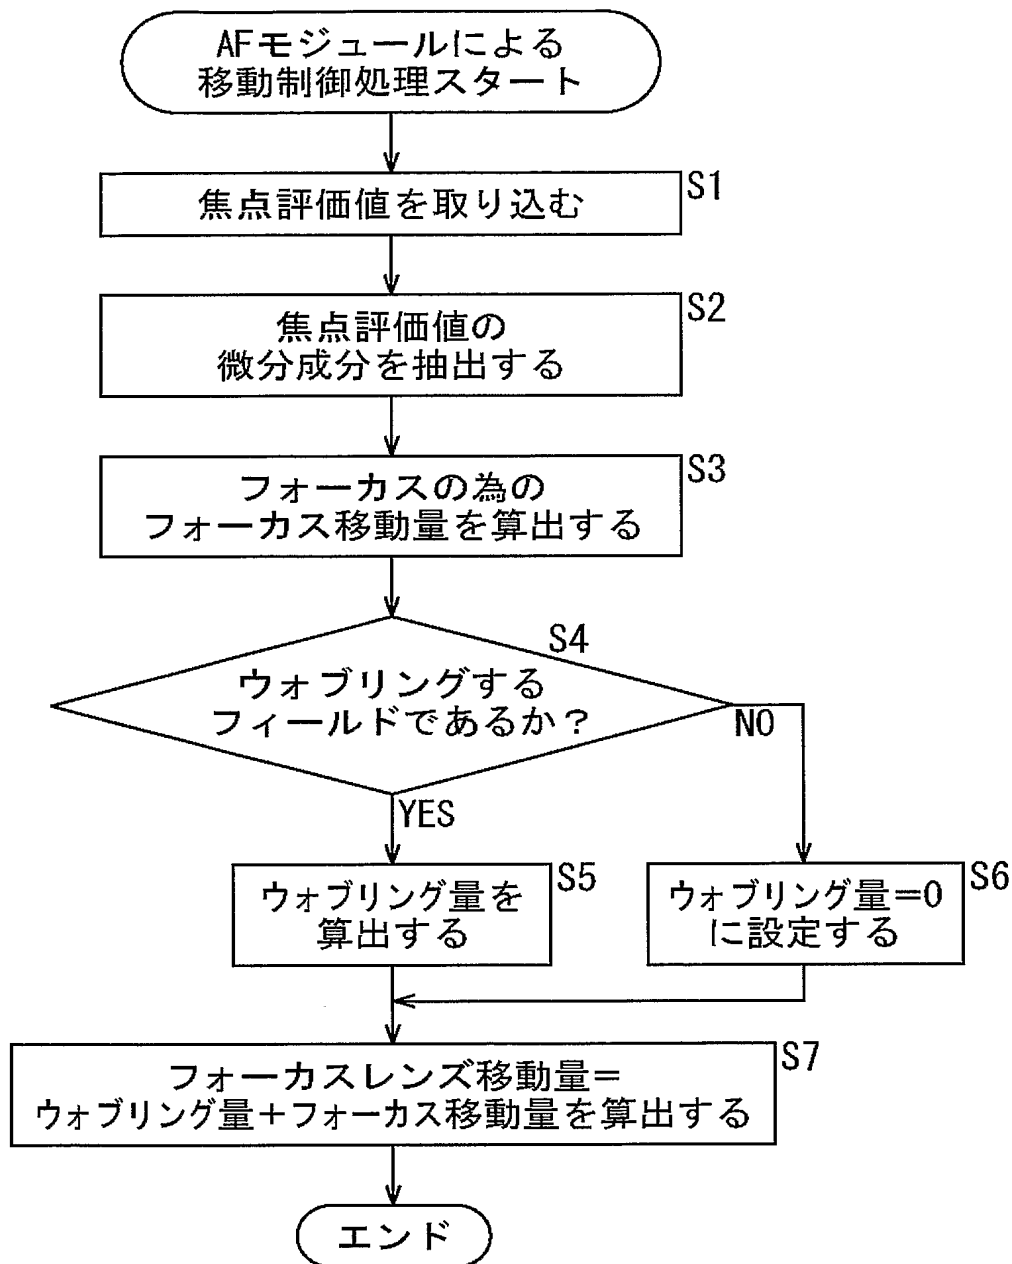 AFモジュールによる
移動制御処理スタート
S1
焦点評価値を取り込む
S2
焦点評価値の
微分成分を抽出する
S3
フォーカスの為の
フォーカス移動量を算出する
S4
ウォブリングする
フィールドであるか？
NO
YES
S5
ウォブリング量を
算出する
S6
ウォブリング量=0
に設定する
S7
フォーカスレンズ移動量=
ウォブリング量+フォーカス移動量を算出する
エンド